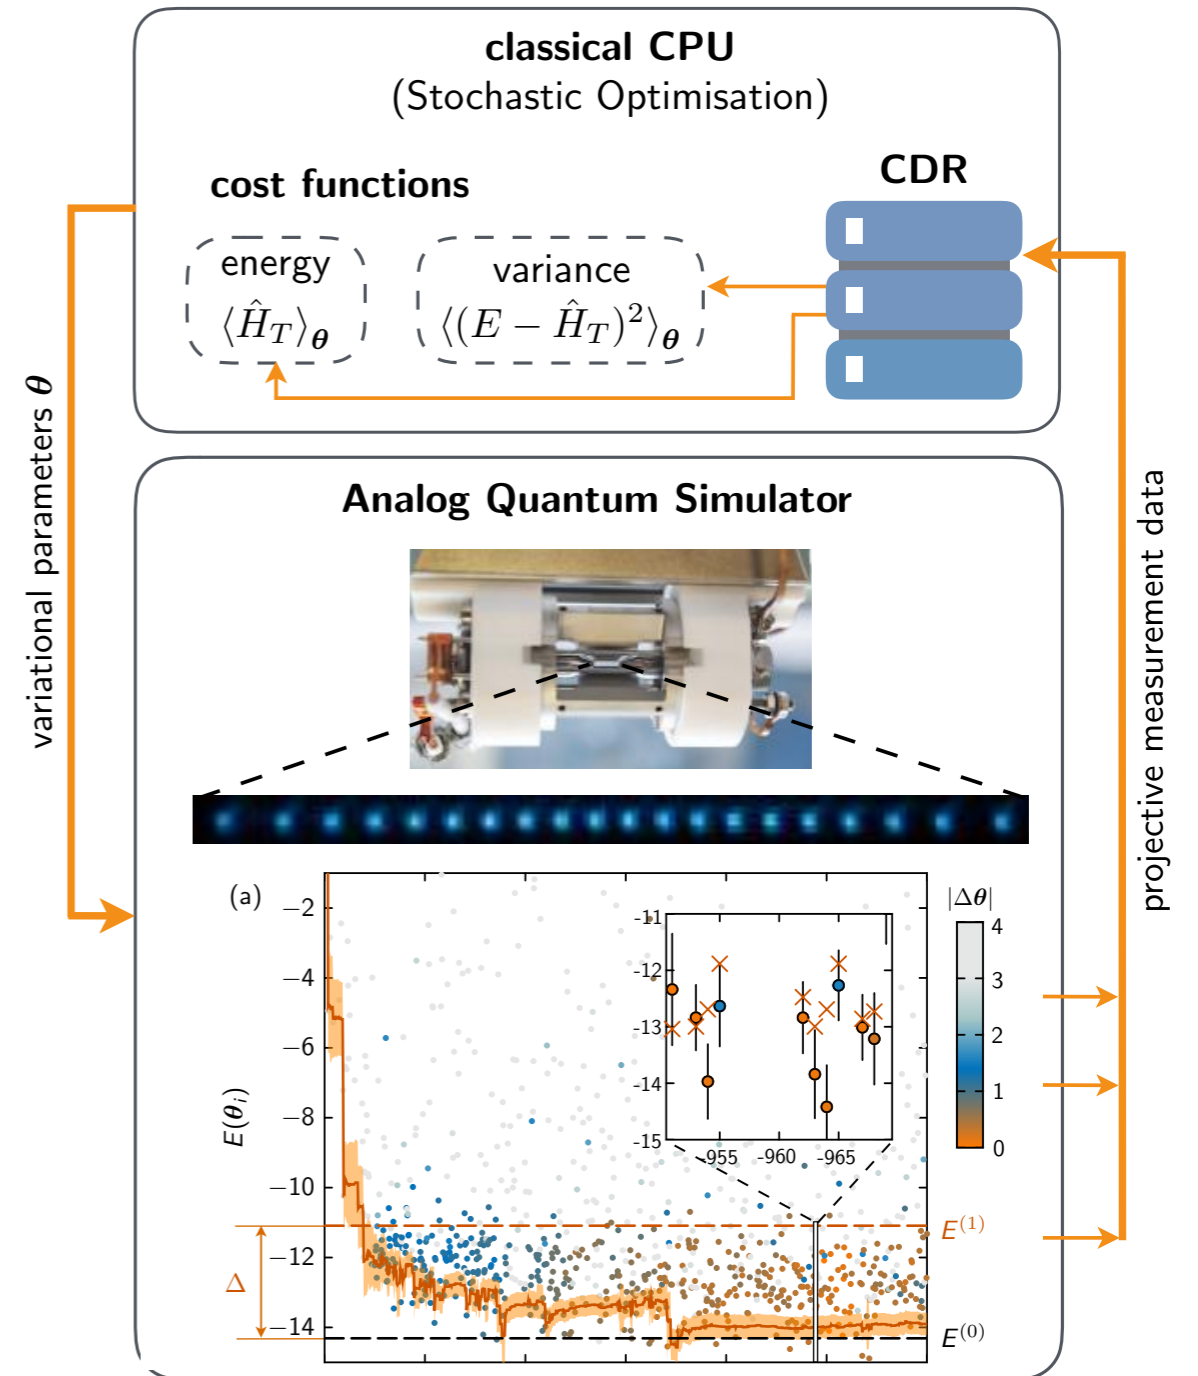 classical CPU
(Stochastic Optimisation)
cost functions
CDR
energy
⟨Ĥ_T⟩_θ
variance
⟨(E − Ĥ_T)²⟩_θ
variational parameters θ
projective measurement data
Analog Quantum Simulator
(a)
E(θ_i)
−2
−4
−6
−8
−10
−12
−14
Δ
-11
-12
-13
-14
-15
-955
-960
-965
|Δθ|
4
3
2
1
0
E^(1)
E^(0)